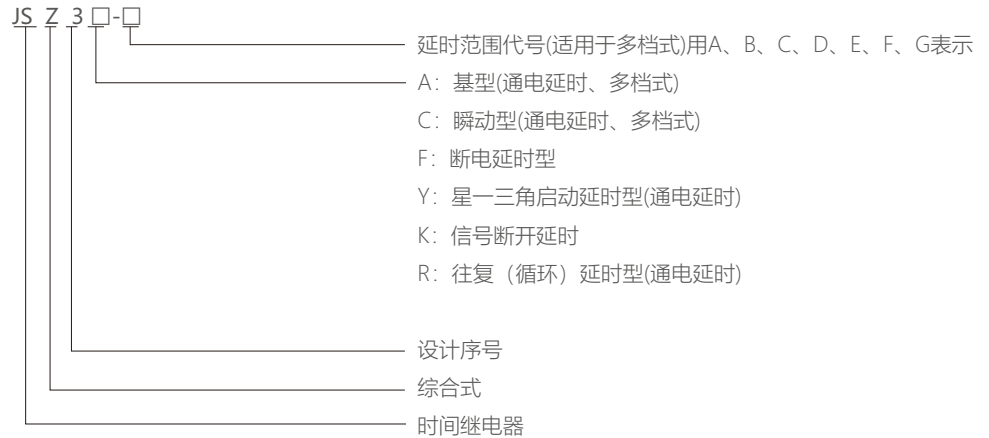 JS Z 3 □-□
延时范围代号(适用于多档式)用A、B、C、D、E、F、G表示
A：基型(通电延时、多档式)
C：瞬动型(通电延时、多档式)
F：断电延时型
Y：星一三角启动延时型(通电延时)
K：信号断开延时
R：往复（循环）延时型(通电延时)
设计序号
综合式
时间继电器